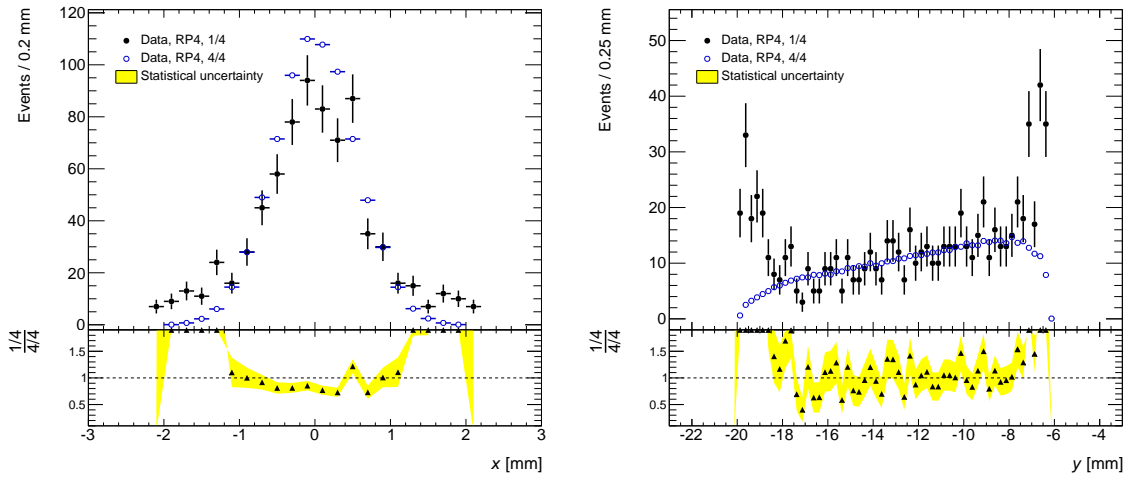 Events / 0.2 mm
120
100
80
60
40
20
0
Data, RP4, 1/4
Data, RP4, 4/4
Statistical uncertainty
1/4
4/4
1.5
1
0.5
-3 -2 -1 0 1 2 3
x [mm]
Events / 0.25 mm
50
40
30
20
10
0
Data, RP4, 1/4
Data, RP4, 4/4
Statistical uncertainty
1/4
4/4
1.5
1
0.5
-22 -20 -18 -16 -14 -12 -10 -8 -6 -4
y [mm]